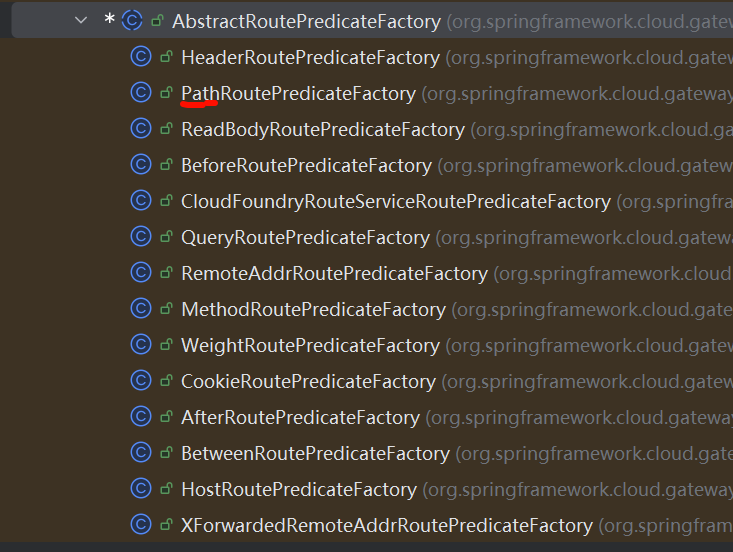 * AbstractRoutePredicateFactory (org.springframework.cloud.gatew
HeaderRoutePredicateFactory (org.springframework.cloud.gatew
PathRoutePredicateFactory (org.springframework.cloud.gateway
ReadBodyRoutePredicateFactory (org.springframework.cloud.ga
BeforeRoutePredicateFactory (org.springframework.cloud.gatew
CloudFoundryRouteServiceRoutePredicateFactory (org.springfra
QueryRoutePredicateFactory (org.springframework.cloud.gatewa
RemoteAddrRoutePredicateFactory (org.springframework.cloud
MethodRoutePredicateFactory (org.springframework.cloud.gate
WeightRoutePredicateFactory (org.springframework.cloud.gatew
CookieRoutePredicateFactory (org.springframework.cloud.gatew
AfterRoutePredicateFactory (org.springframework.cloud.gateway
BetweenRoutePredicateFactory (org.springframework.cloud.gate
HostRoutePredicateFactory (org.springframework.cloud.gateway
XForwardedRemoteAddrRoutePredicateFactory (org.springfram